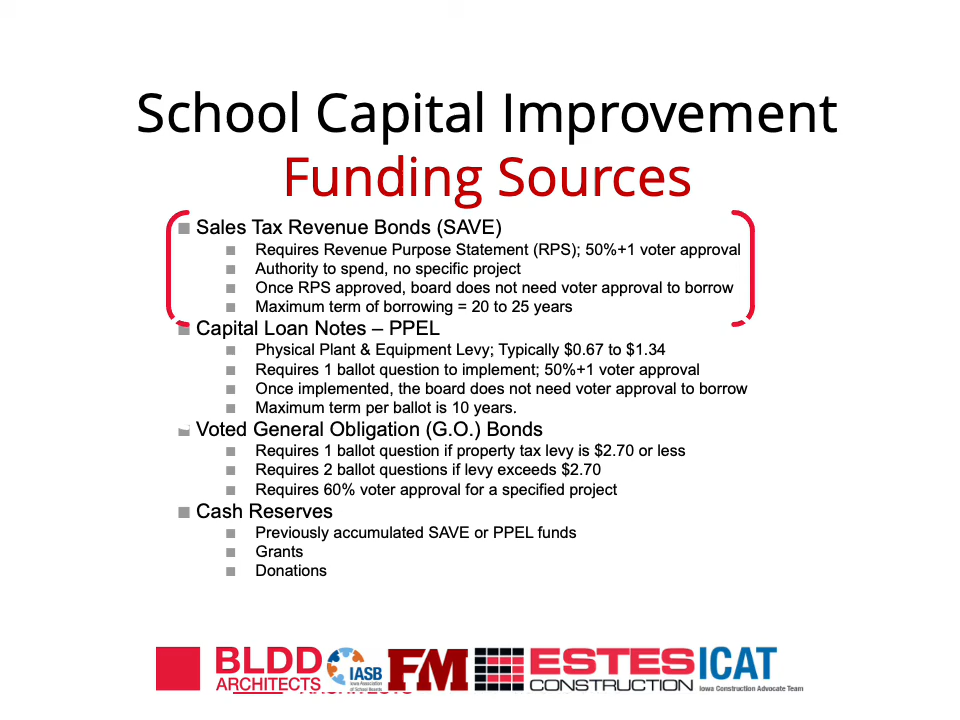 School Capital Improvement
Funding Sources
Sales Tax Revenue Bonds (SAVE)
Requires Revenue Purpose Statement (RPS); 50%+1 voter approval
Authority to spend, no specific project
Once RPS approved, board does not need voter approval to borrow
Maximum term of borrowing = 20 to 25 years
Capital Loan Notes – PPEL
Physical Plant & Equipment Levy; Typically $0.67 to $1.34
Requires 1 ballot question to implement; 50%+1 voter approval
Once implemented, the board does not need voter approval to borrow
Maximum term per ballot is 10 years.
Voted General Obligation (G.O.) Bonds
Requires 1 ballot question if property tax levy is $2.70 or less
Requires 2 ballot questions if levy exceeds $2.70
Requires 60% voter approval for a specified project
Cash Reserves
Previously accumulated SAVE or PPEL funds
Grants
Donations
BLDD
ARCHITECTS
IASB
Iowa Association
of School Boards
FM
ESTES
CONSTRUCTION
ICAT
Iowa Construction Advocate Team